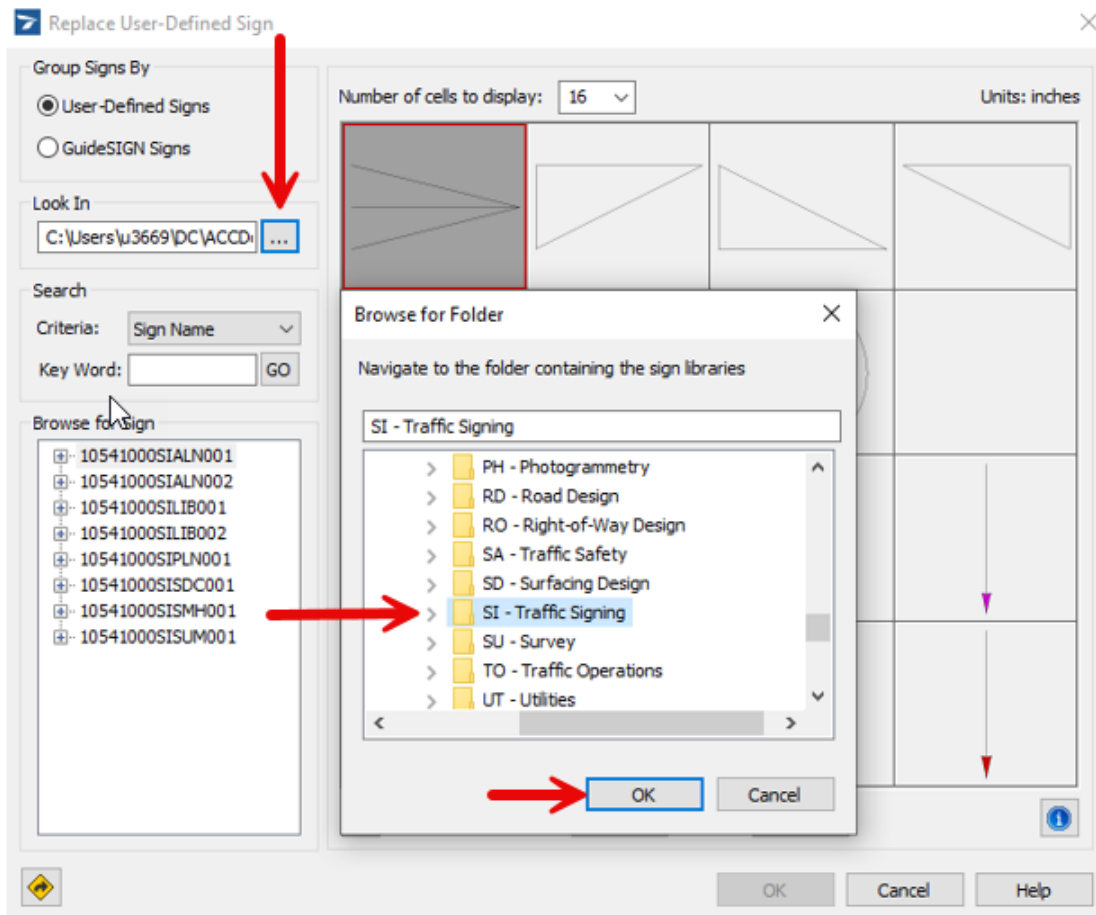 Replace User-Defined Sign
Group Signs By
User-Defined Signs
GuideSIGN Signs
Look In
C:\Users\u3669\DC\ACCD
...
Search
Criteria: Sign Name
Key Word: GO
Browse for Sign
10541000SIALN001
10541000SIALN002
10541000SILIB001
10541000SILIB002
10541000SIPLN001
10541000SISDC001
10541000SISMH001
10541000SISUM001
Number of cells to display: 16
Units: inches
Browse for Folder
Navigate to the folder containing the sign libraries
SI - Traffic Signing
PH - Photogrammetry
RD - Road Design
RO - Right-of-Way Design
SA - Traffic Safety
SD - Surfacing Design
SI - Traffic Signing
SU - Survey
TO - Traffic Operations
UT - Utilities
OK Cancel
OK Cancel Help